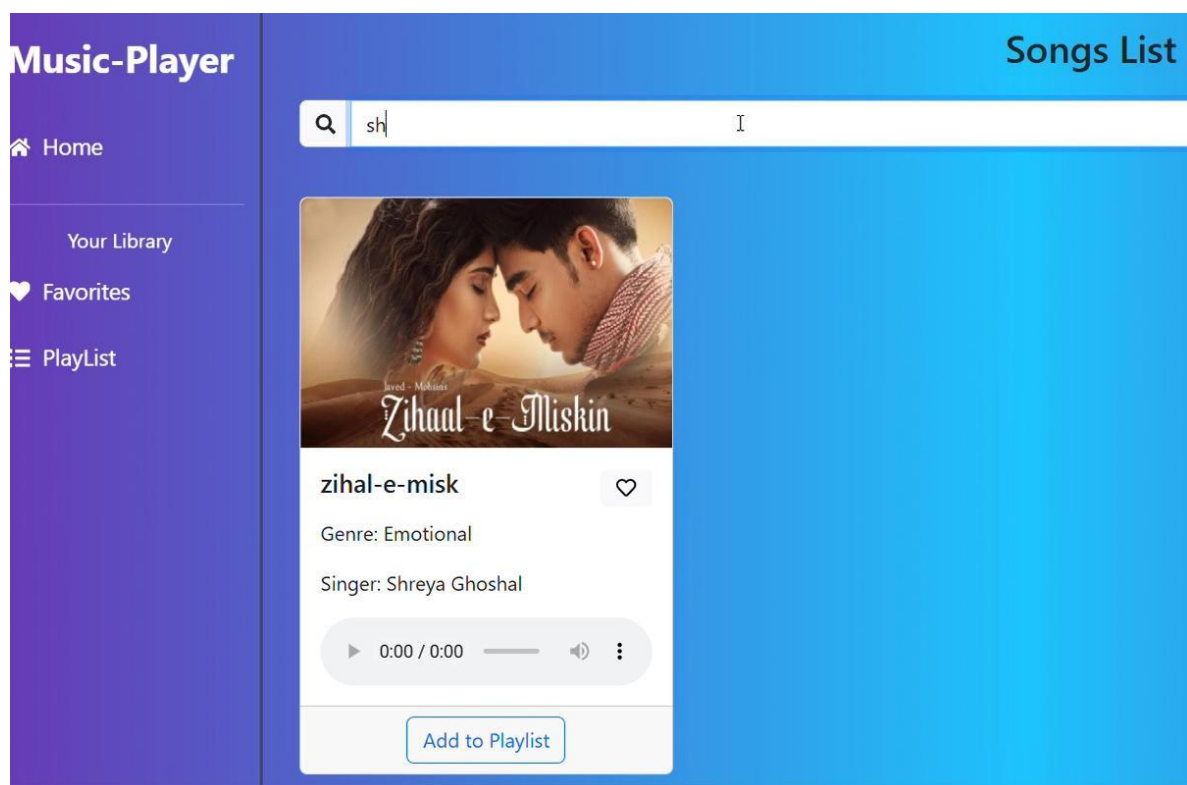 Music-Player
Home
Your Library
Favorites
PlayList
Songs List
sh
Javed - Mohsin's
Zihaal-e-Miskin
zihal-e-misk
Genre: Emotional
Singer: Shreya Ghoshal
0:00 / 0:00
Add to Playlist